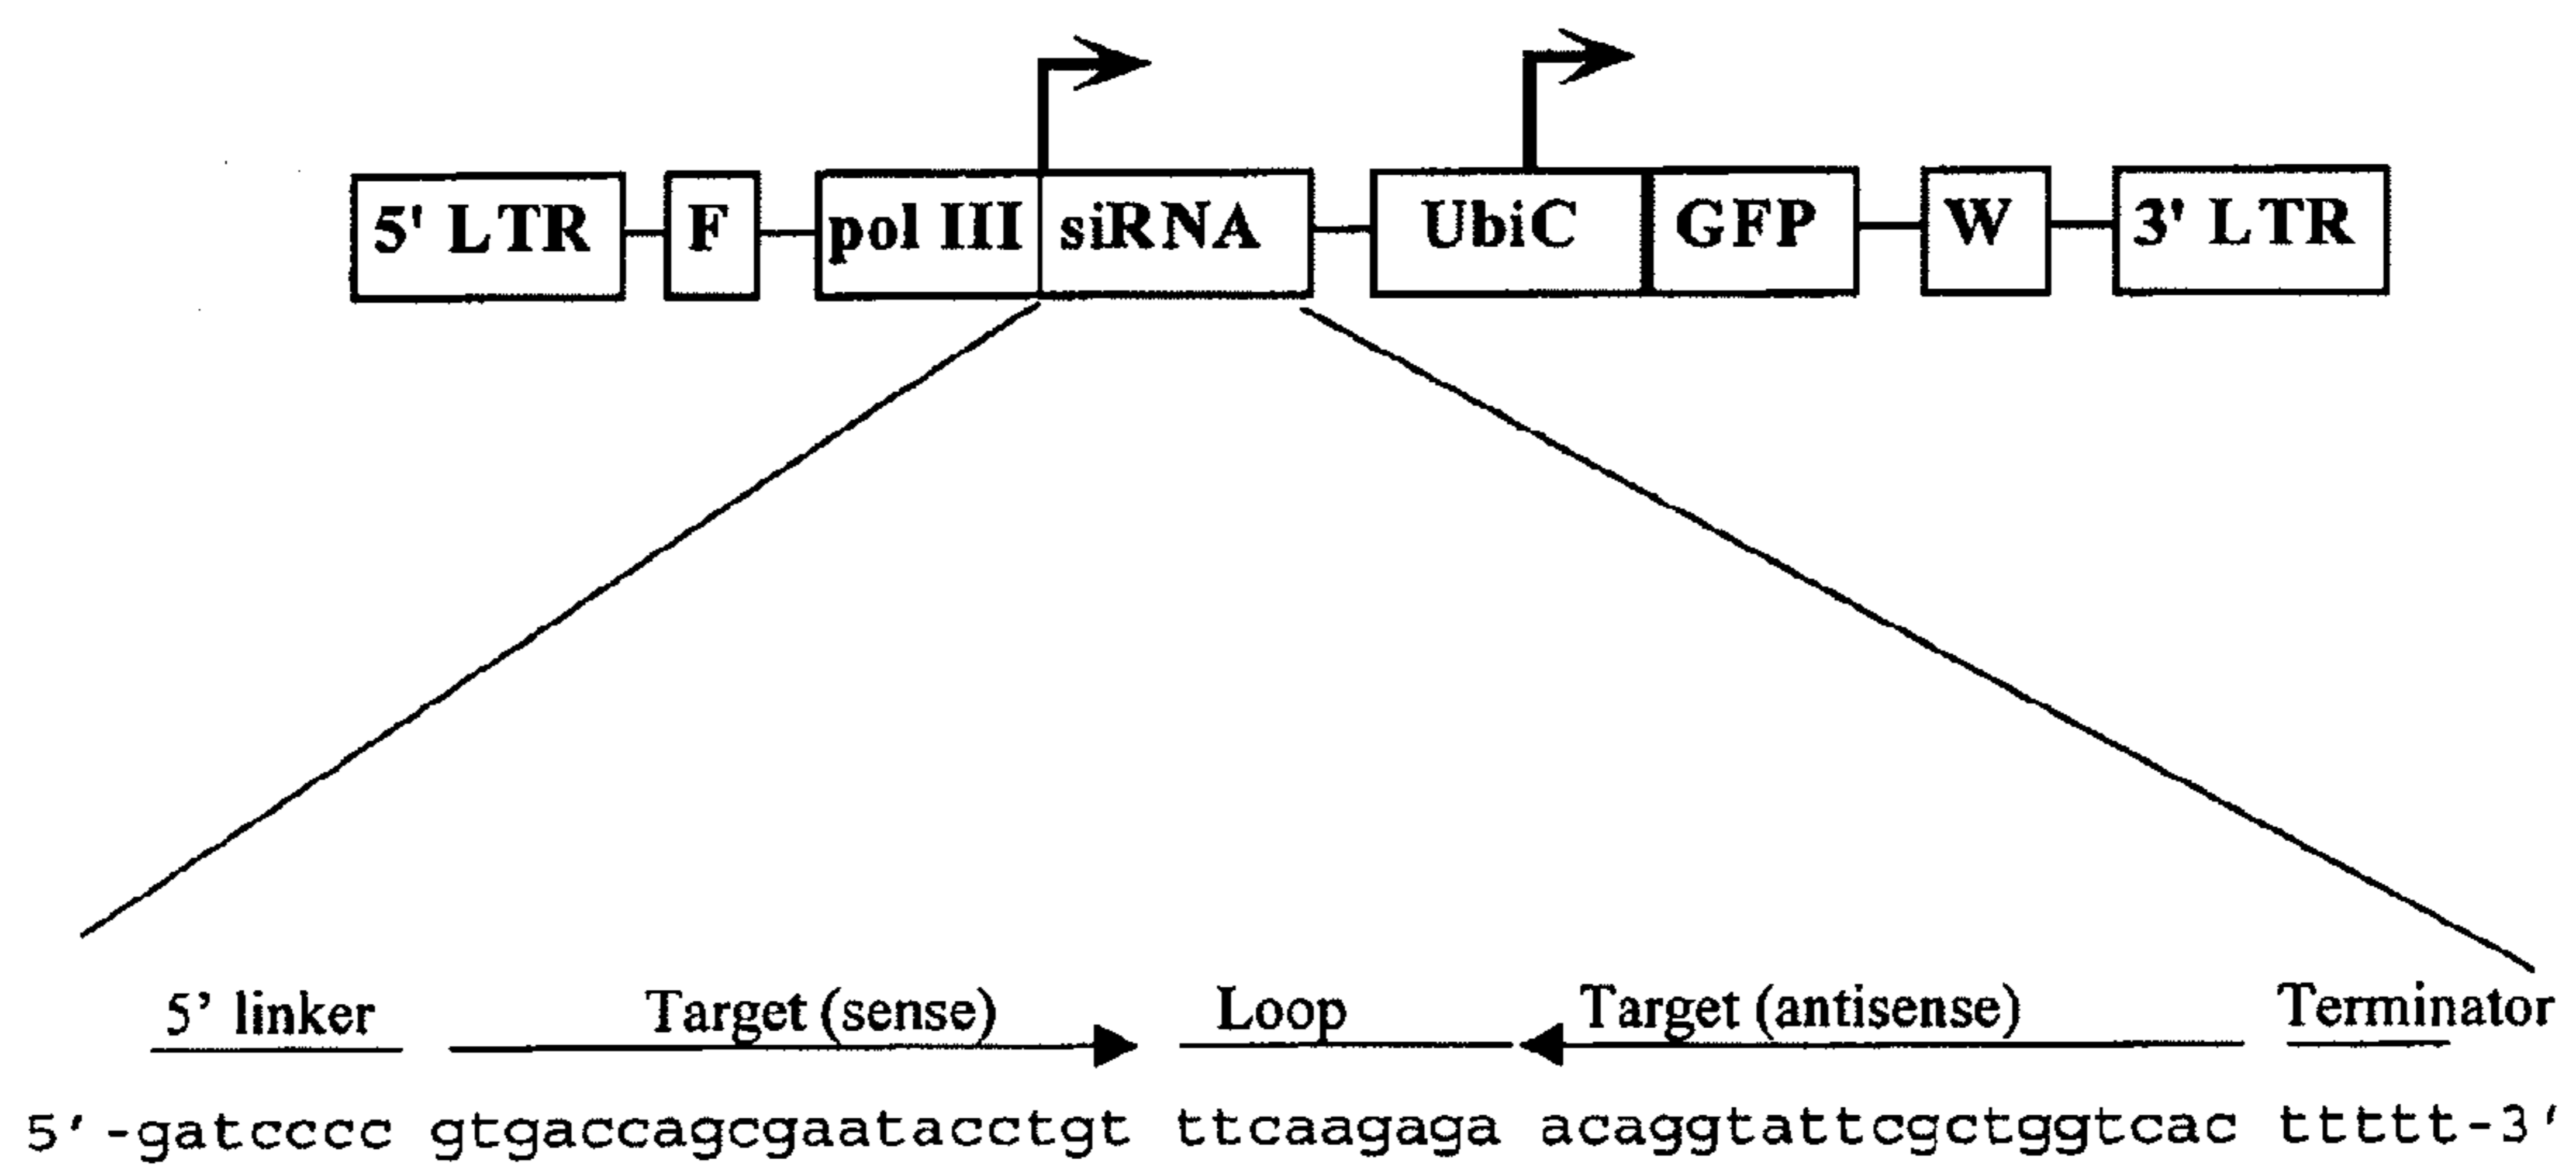 5' LTR F pol III siRNA UbiC GFP W 3' LTR
5’ linker Target (sense) Loop Target (antisense) Terminator
5'-gatcccc gtgaccagcgaatacctgt ttcaagaga acaggtattcgctggtcac ttttt-3'